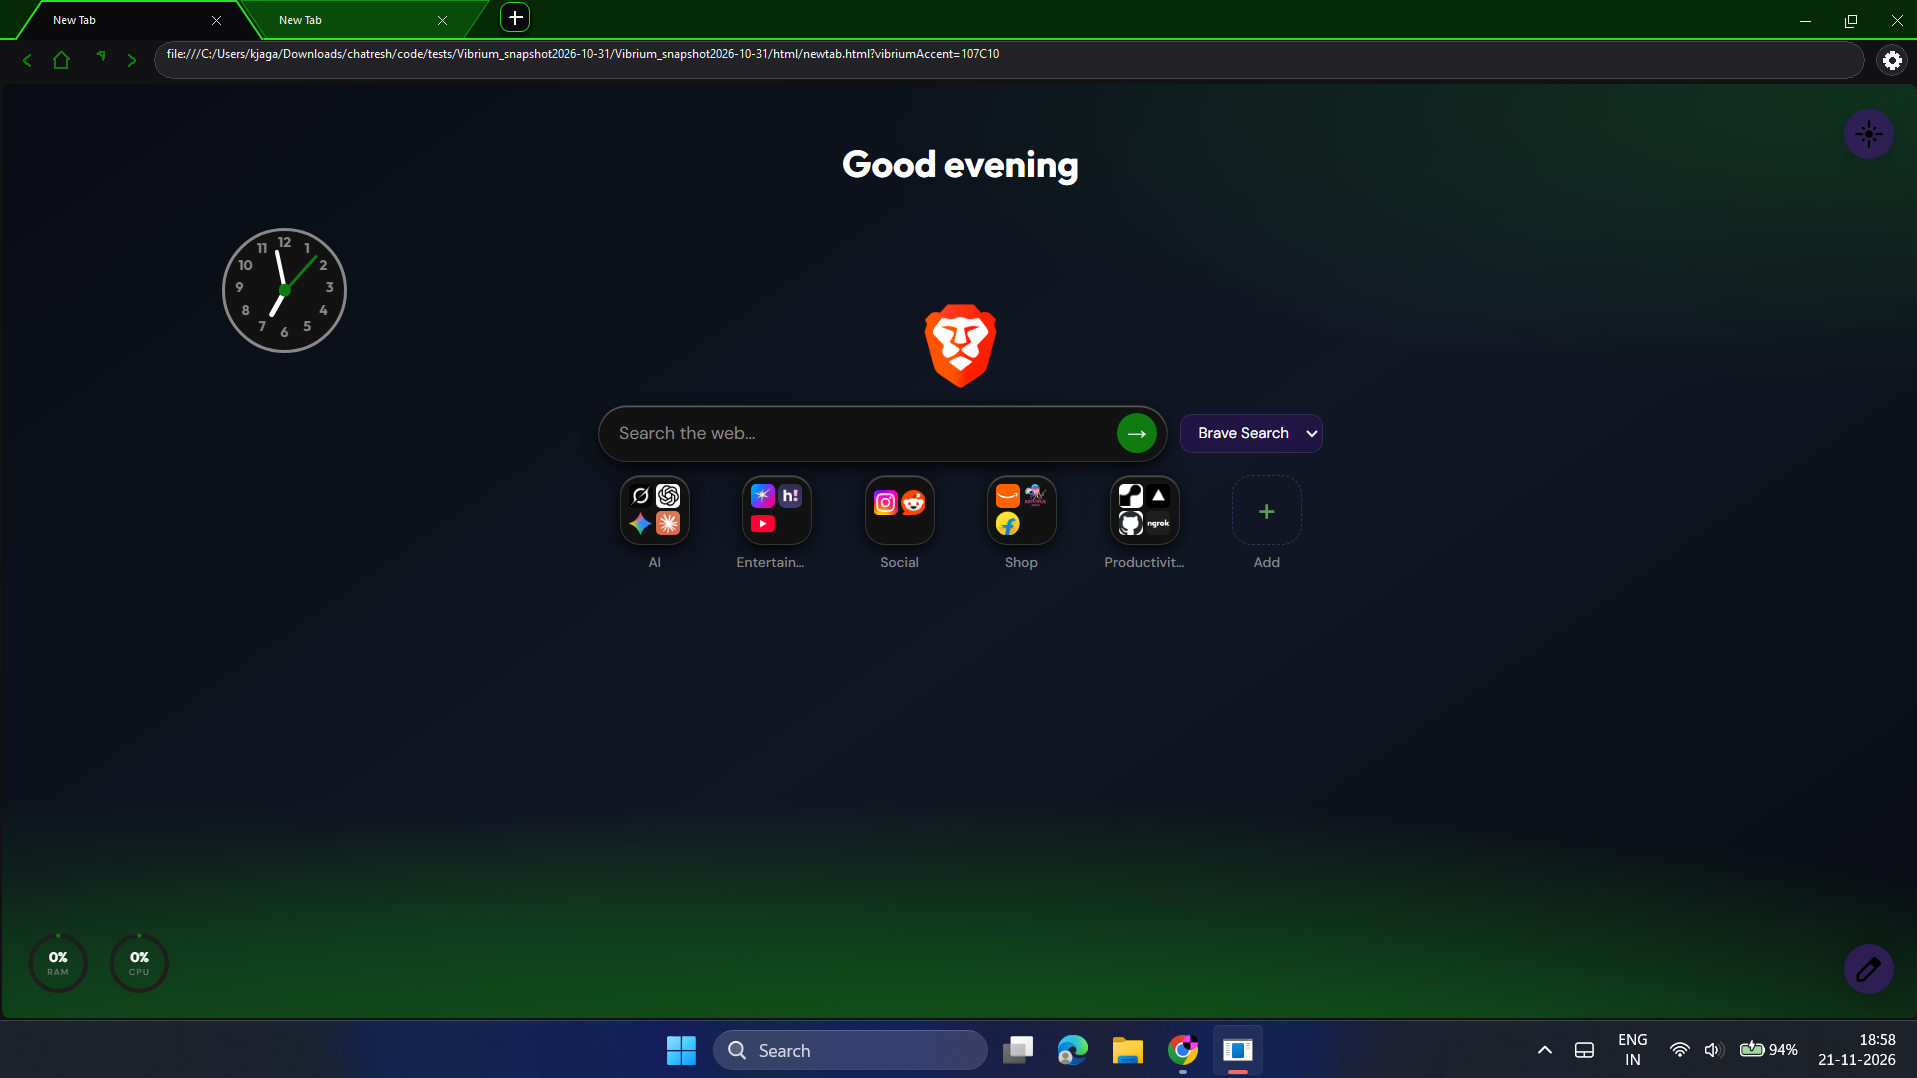 New Tab
New Tab
file:///C:/Users/kjaga/Downloads/chatresh/code/tests/Vibrium_snapshot2026-10-31/Vibrium_snapshot2026-10-31/html/newtab.html?vibriumAccent=107C10
Good evening
12
11
1
10
2
9
3
8
4
7
5
6
Search the web...
Brave Search
h!
ngrok
AI
Entertain...
Social
Shop
Productivit...
Add
0%
RAM
0%
CPU
Search
ENG
IN
94%
18:58
21-11-2026